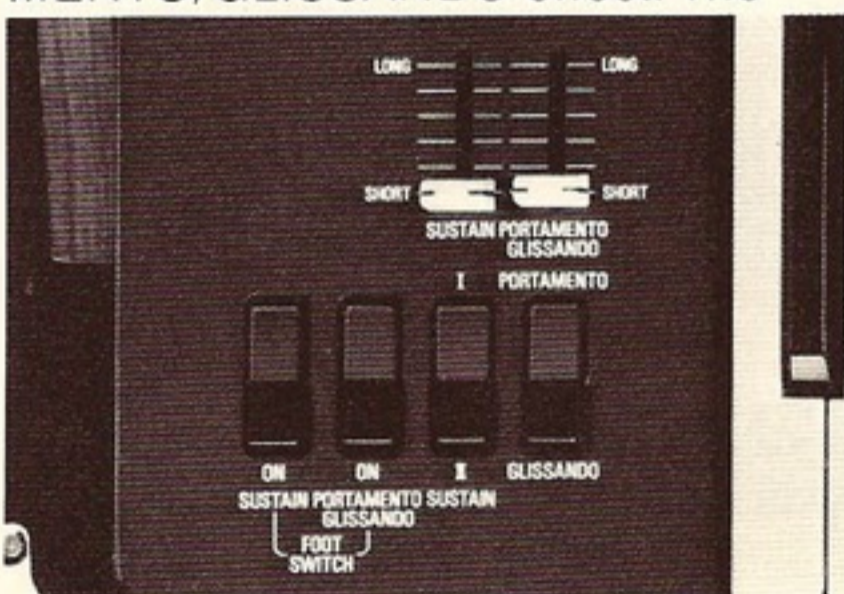 LONG LONG
SHORT SHORT
SUSTAIN PORTAMENTO
GLISSANDO
I PORTAMENTO
ON ON II GLISSANDO
SUSTAIN PORTAMENTO SUSTAIN
GLISSANDO
FOOT
SWITCH